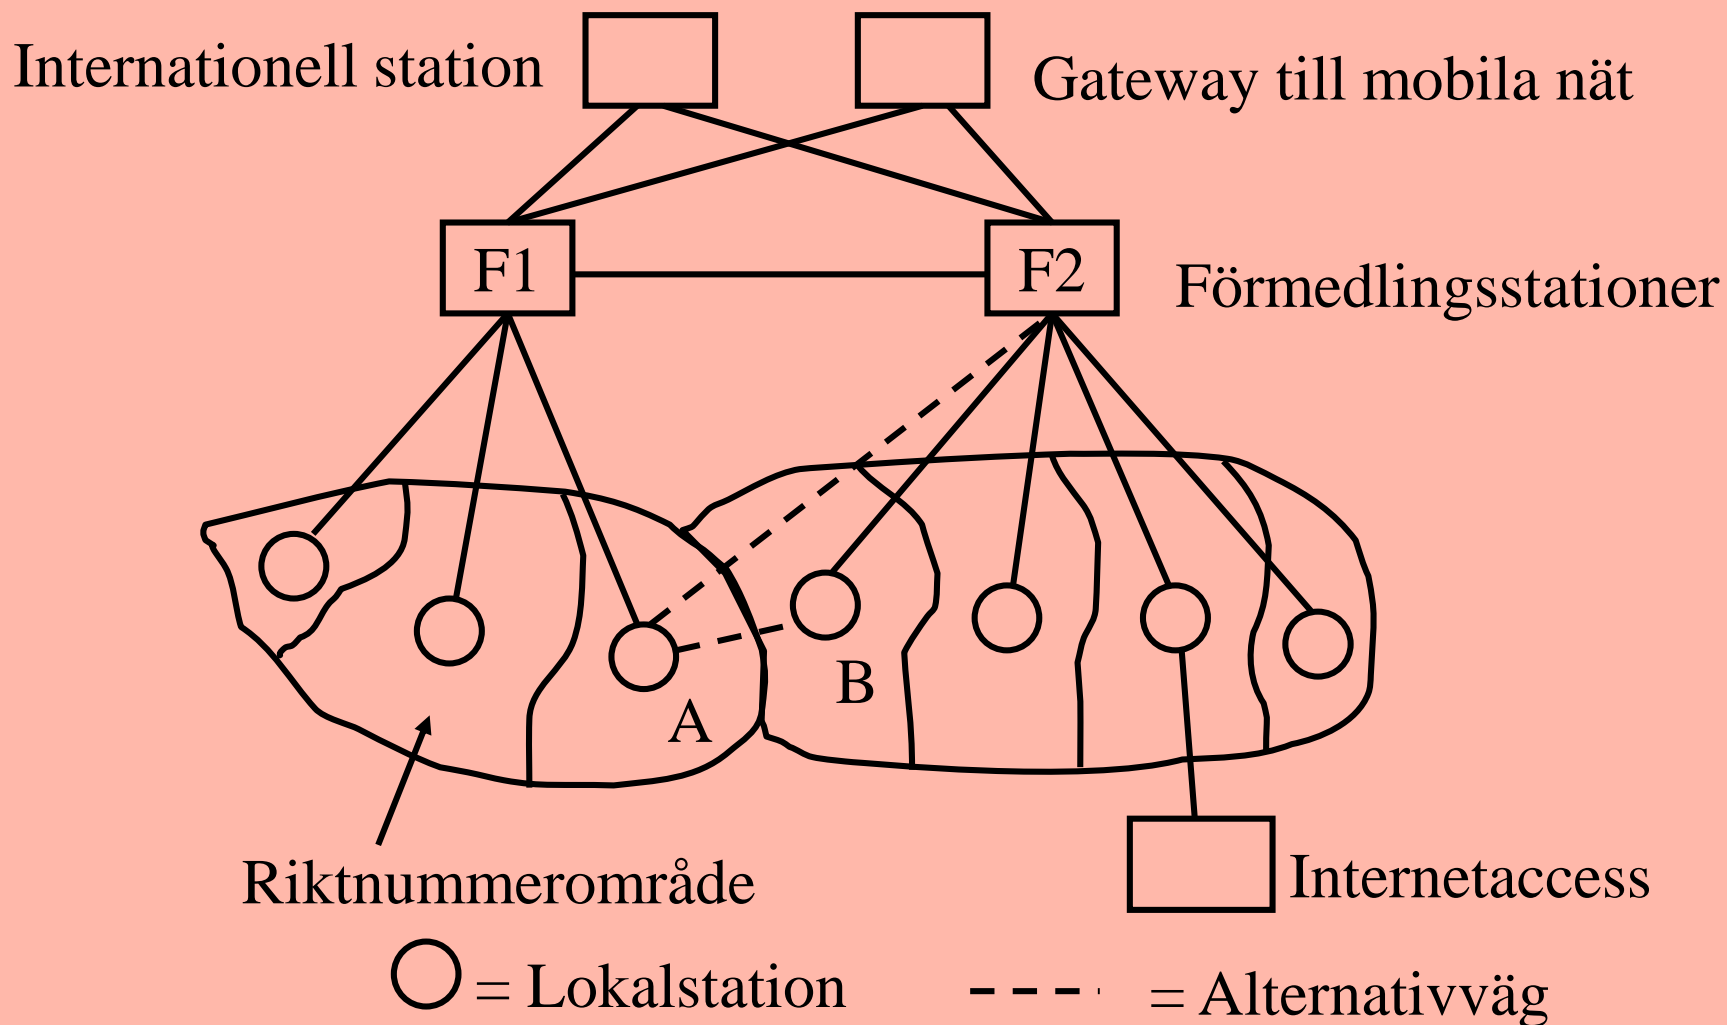 Internationell station
Gateway till mobila nät
F1
F2
Förmedlingsstationer
B
A
Riktnummerområde
Internetaccess
= Lokalstation
= Alternativväg